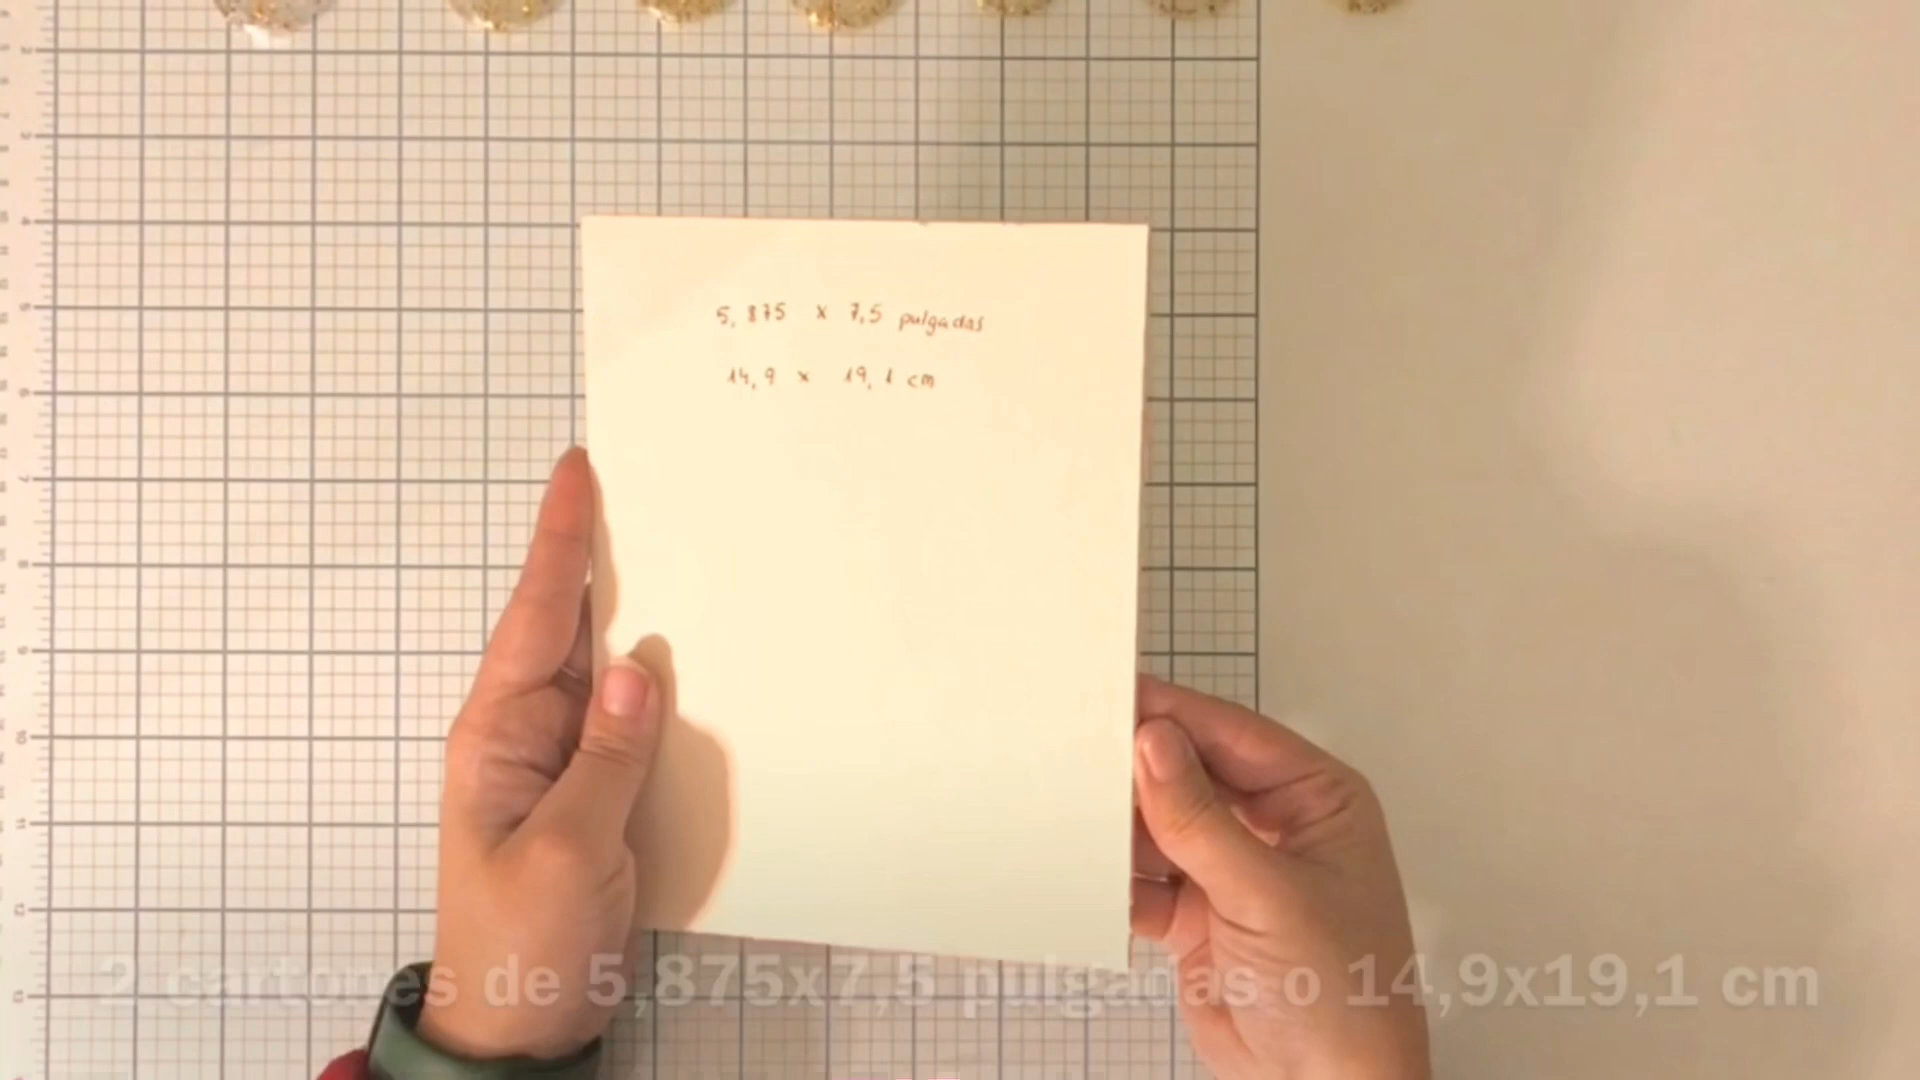 5,875 x 7,5 pulgadas
14,9 x 19,1 cm
2 cartones de 5,875x7,5 pulgadas o 14,9x19,1 cm